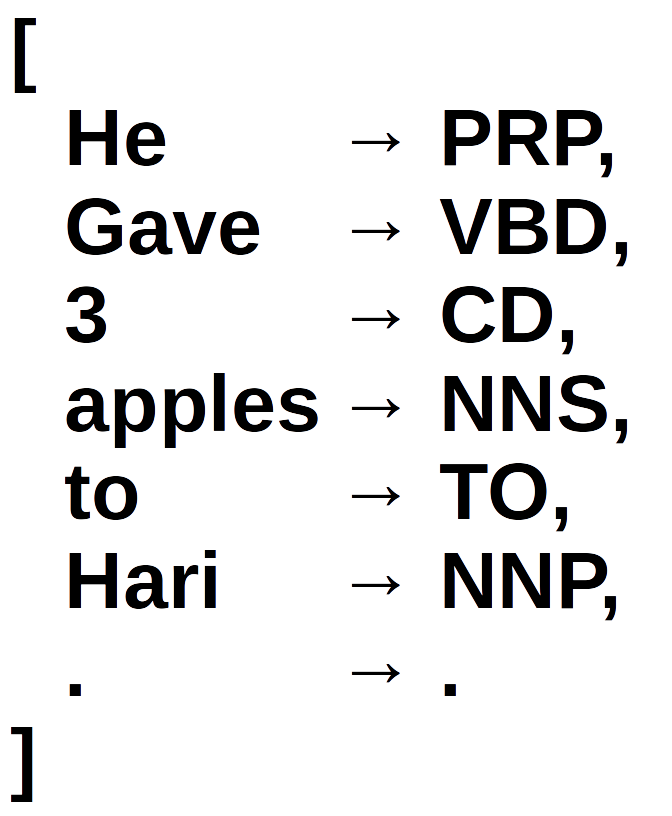 [
He → PRP,
Gave → VBD,
3 → CD,
apples → NNS,
to → TO,
Hari → NNP,
. → .
]